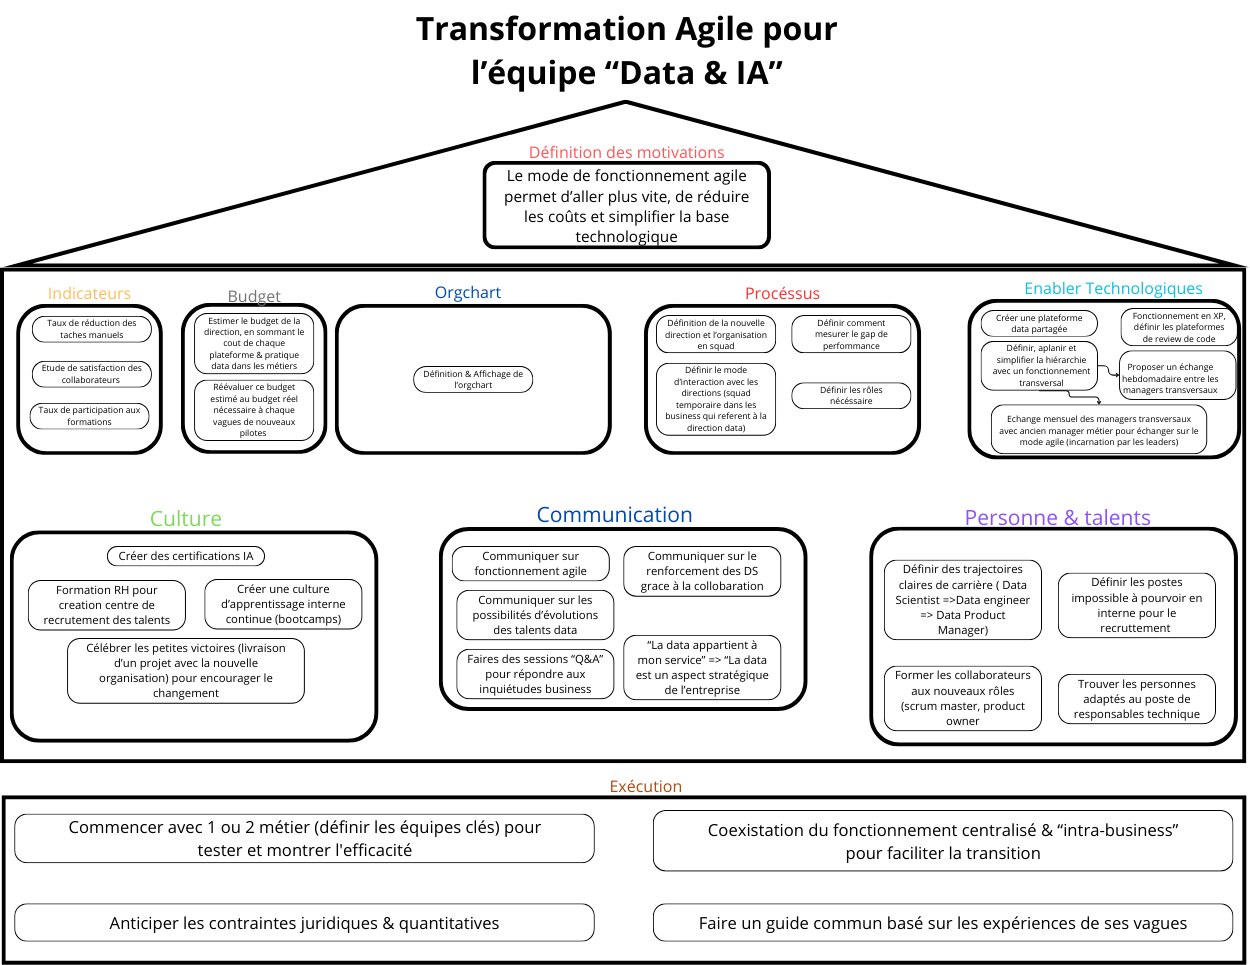 Transformation Agile pour
l’équipe “Data & IA”
Définition des motivations
Le mode de fonctionnement agile
permet d’aller plus vite, de réduire
les coûts et simplifier la base
technologique
Indicateurs
Taux de réduction des
taches manuels
Etude de satisfaction des
collaborateurs
Taux de participation aux
formations
Budget
Estimer le budget de la
direction, en sommant le
cout de chaque
plateforme & pratique
data dans les métiers
Réévaluer ce budget
estimé au budget réel
nécessaire à chaque
vagues de nouveaux
pilotes
Orgchart
Définition & Affichage de
l’orgchart
Procéssus
Définition de la nouvelle
direction et l’organisation
en squad
Définir comment
mesurer le gap de
perfommance
Définir le mode
d’interaction avec les
directions (squad
temporaire dans les
business qui referent à la
direction data)
Définir les rôles
nécéssaire
Enabler Technologiques
Créer une plateforme
data partagée
Fonctionnement en XP,
définir les plateformes
de review de code
Définir, aplanir et
simplifier la hiérarchie
avec un fonctionnement
transversal
Proposer un échange
hebdomadaire entre les
managers transversaux
Echange mensuel des managers transversaux
avec ancien manager métier pour échanger sur le
mode agile (incarnation par les leaders)
Culture
Créer des certifications IA
Formation RH pour
creation centre de
recrutement des talents
Créer une culture
d’apprentissage interne
continue (bootcamps)
Célébrer les petites victoires (livraison
d’un projet avec la nouvelle
organisation) pour encourager le
changement
Communication
Communiquer sur
fonctionnement agile
Communiquer sur le
renforcement des DS
grace à la collobaration
Communiquer sur les
possibilités d’évolutions
des talents data
Faires des sessions “Q&A”
pour répondre aux
inquiétudes business
“La data appartient à
mon service” => “La data
est un aspect stratégique
de l’entreprise
Personne & talents
Définir des trajectoires
claires de carrière ( Data
Scientist =>Data engineer
=> Data Product
Manager)
Définir les postes
impossible à pourvoir en
interne pour le
recruttement
Former les collaborateurs
aux nouveaux rôles
(scrum master, product
owner
Trouver les personnes
adaptés au poste de
responsables technique
Exécution
Commencer avec 1 ou 2 métier (définir les équipes clés) pour
tester et montrer l'efficacité
Coexistation du fonctionnement centralisé & “intra-business”
pour faciliter la transition
Anticiper les contraintes juridiques & quantitatives
Faire un guide commun basé sur les expériences de ses vagues